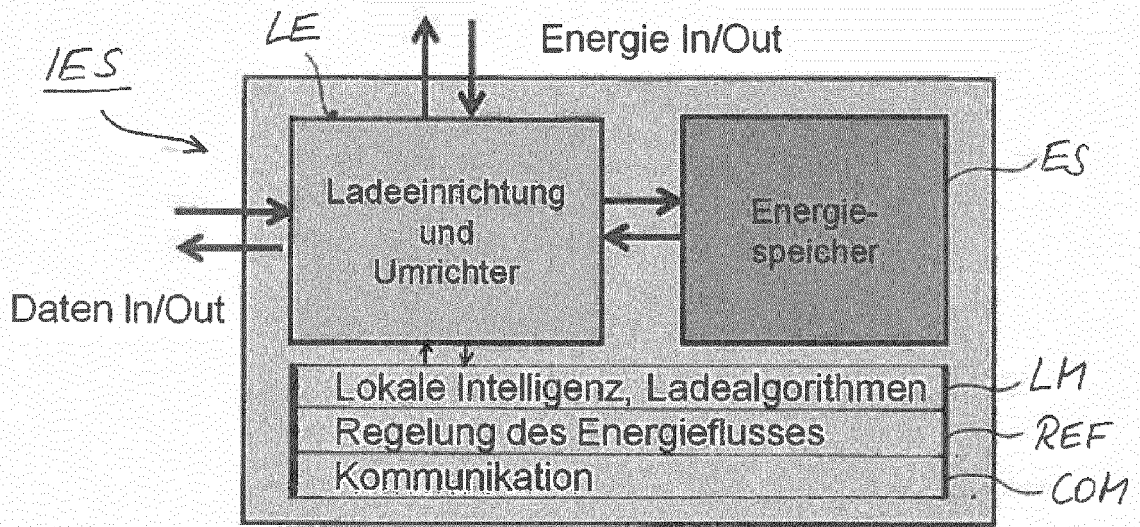 LE
Energie In/Out
IES
ES
Ladeeinrichtung
und
Umrichter
Energie-
speicher
Daten In/Out
Lokale Intelligenz, Ladealgorithmen
LM
Regelung des Energieflusses
REF
Kommunikation
COM